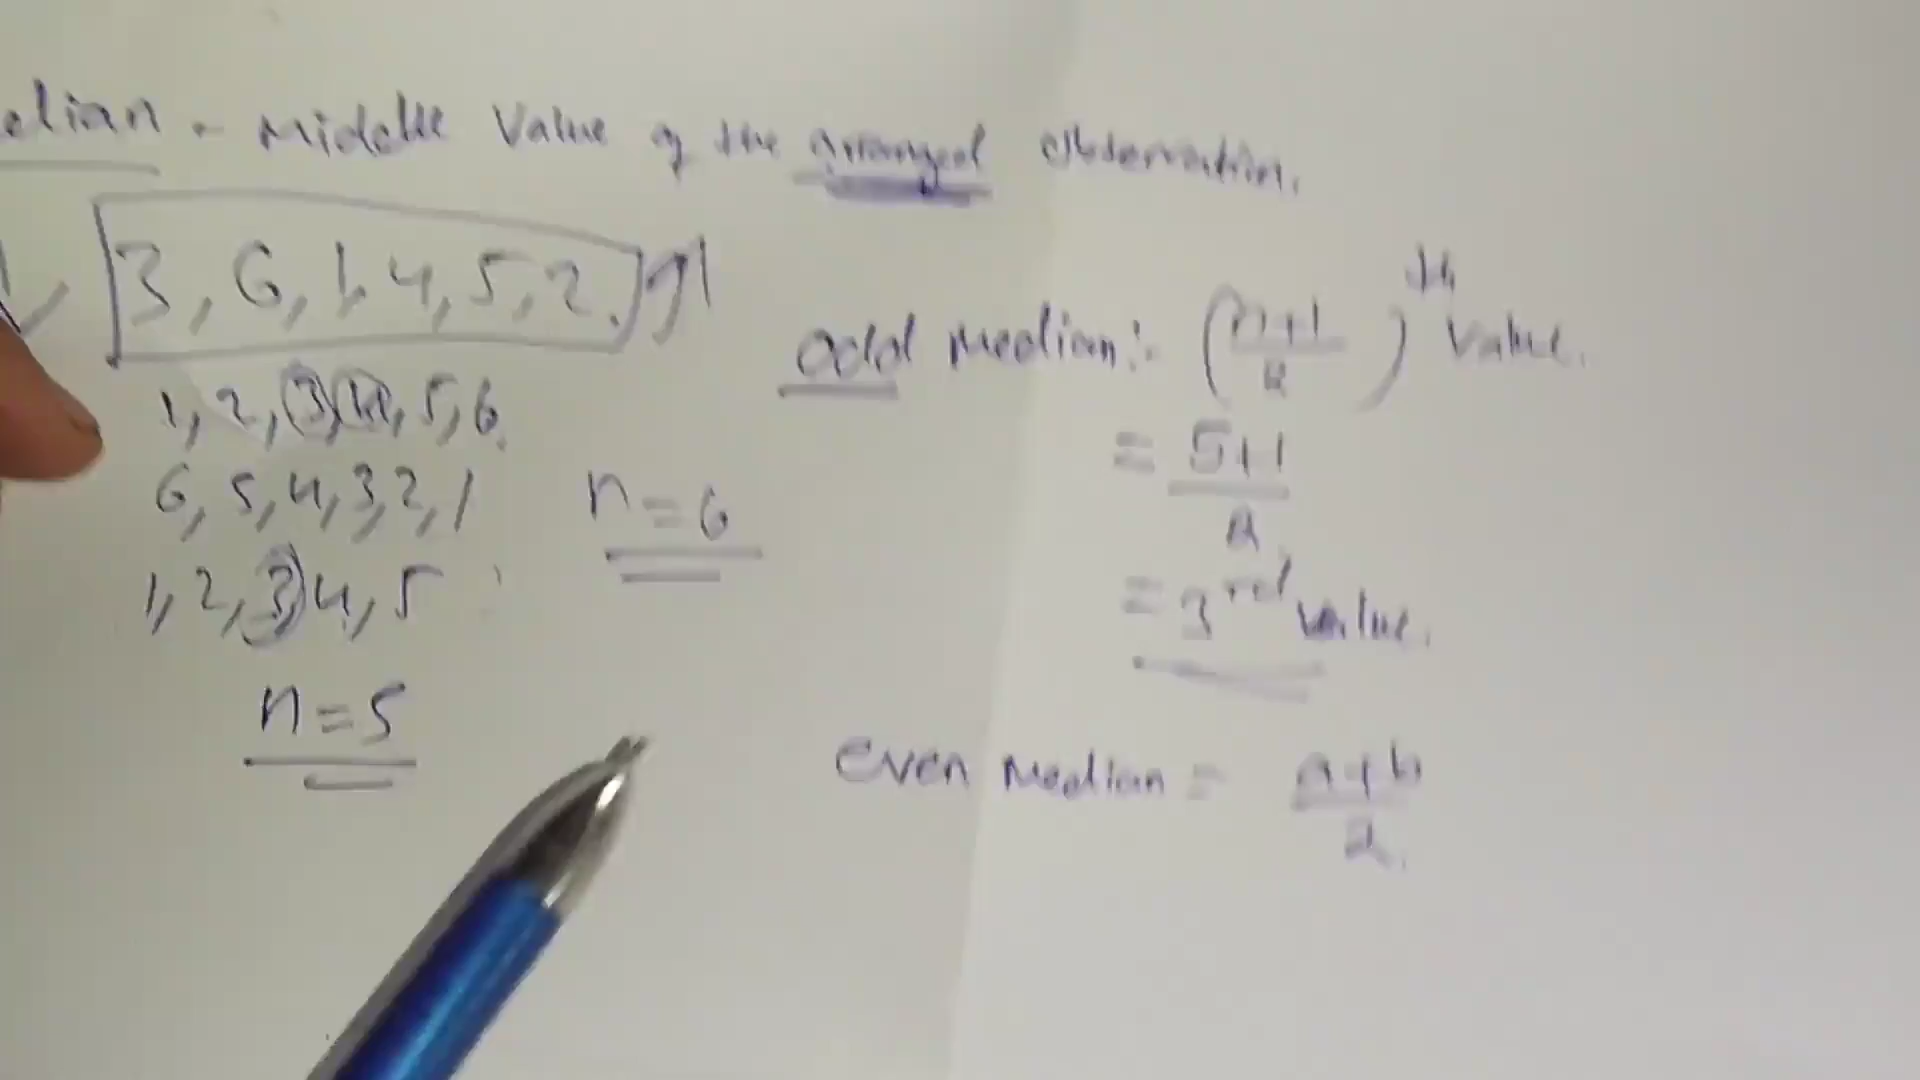 elian - Middle Value of the arranged observation.
1, 3, 6, 1, 4, 5, 2.
1, 2, 3, 4, 5, 6.
6, 5, 4, 3, 2, 1
n = 6
1, 2, 3, 4, 5
n = 5
odd Median :- (n+1/2)th Value.
= 5+1/2
= 3rd value.
Even Median = a+b/2.